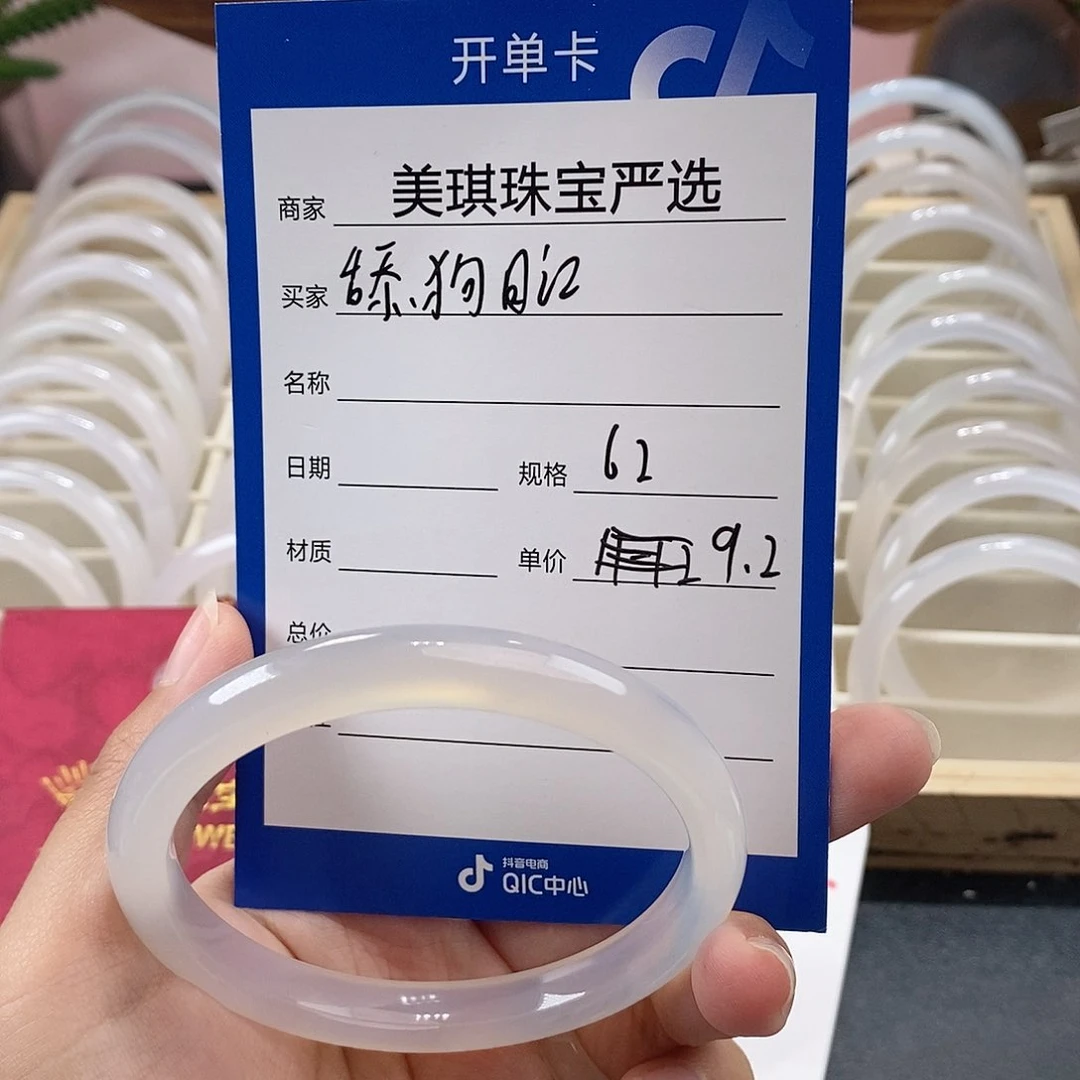 开单卡
商家 美琪珠宝严选
买家 舔狗日记
名称
日期 规格 62
材质 单价 9.2
总价
抖音电商
QIC中心